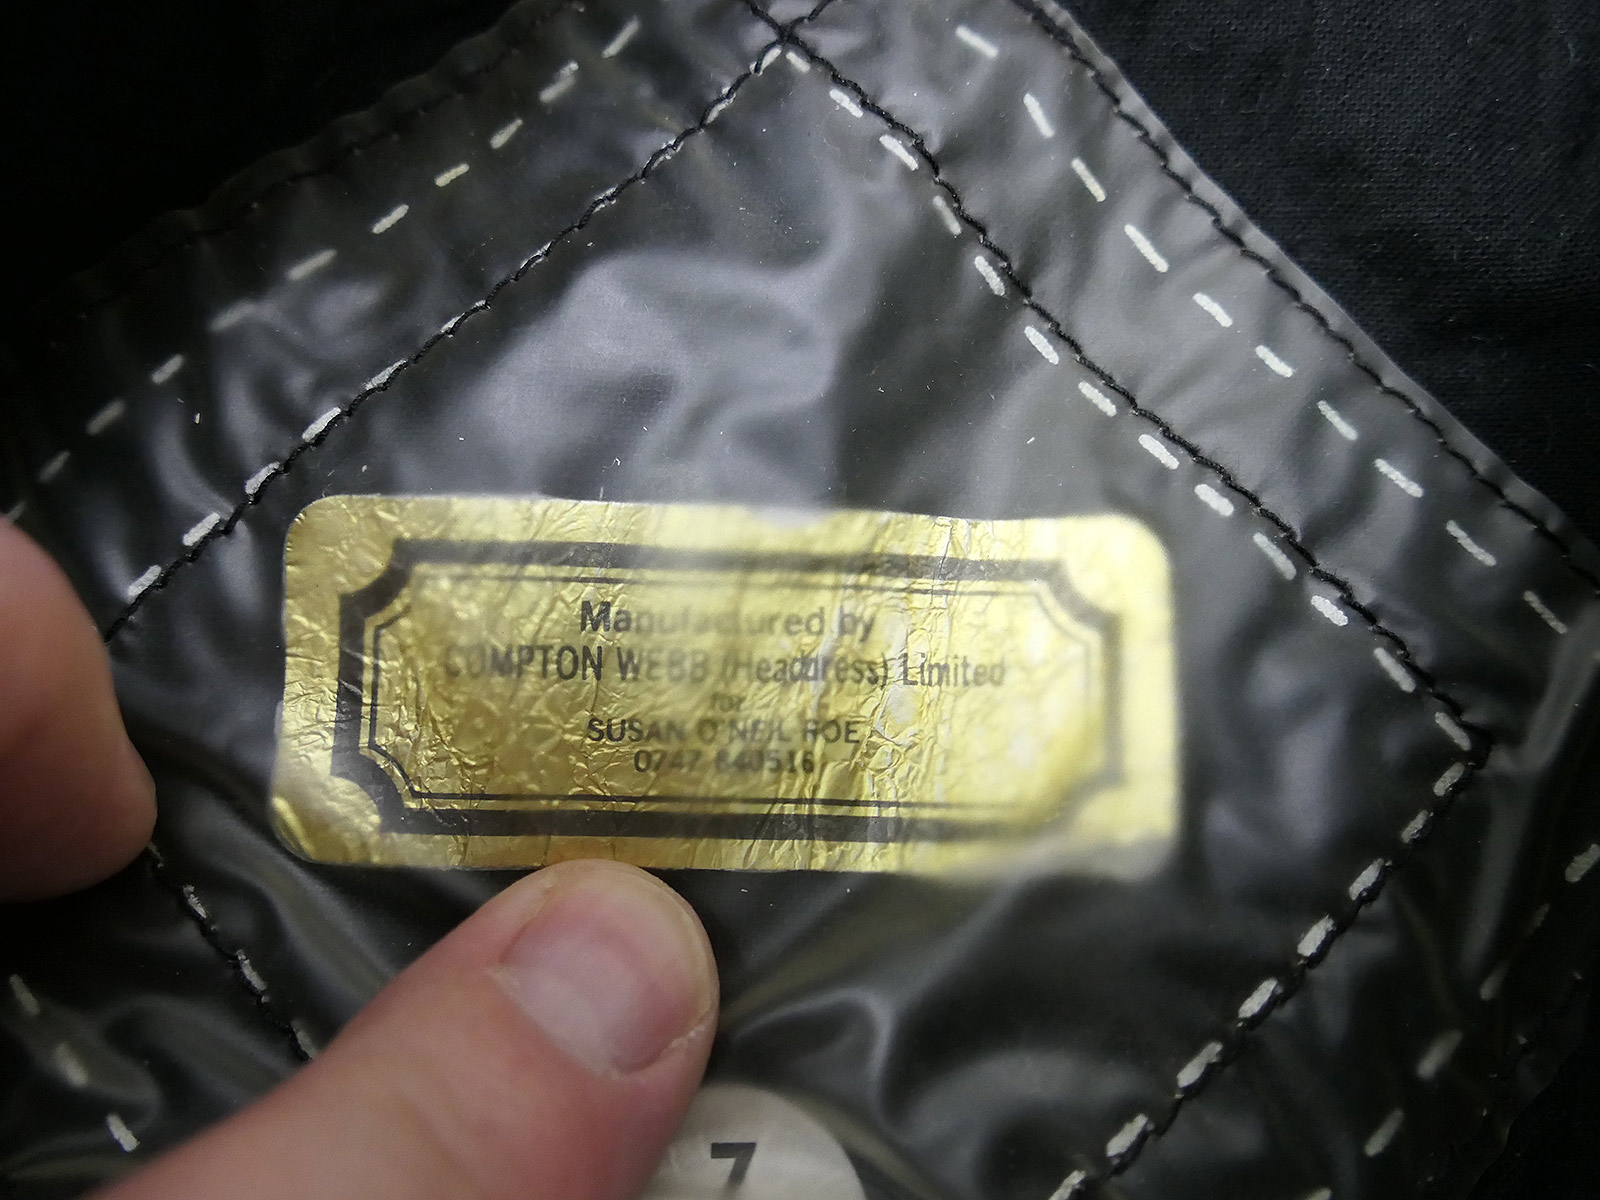 Manufactured by
COMPTON WEBB (Headdress) Limited
for
SUSAN O'NEIL ROE
0747 840516
7